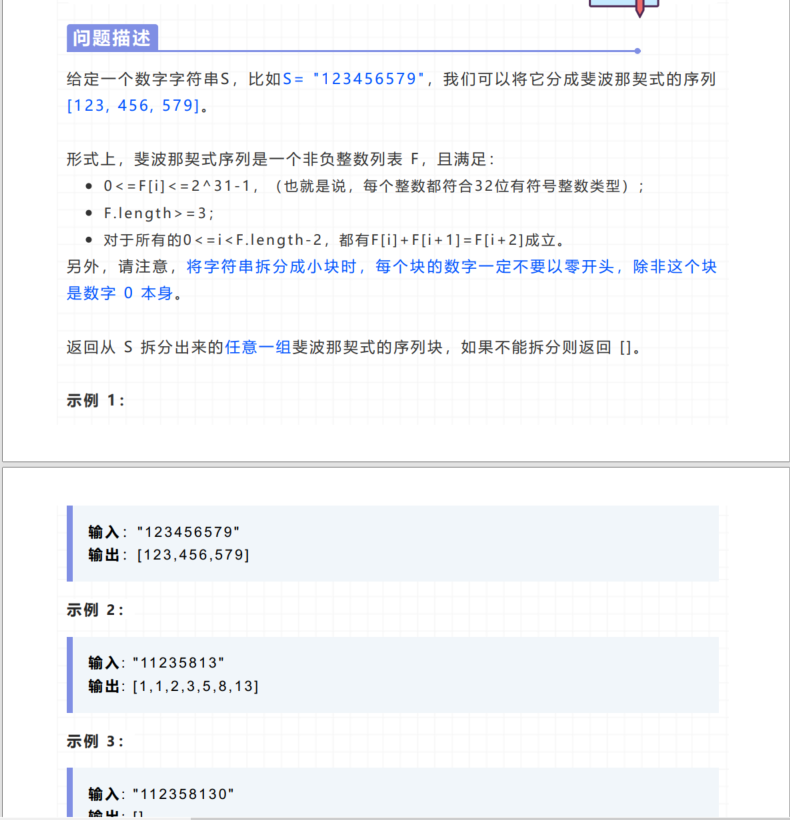 问题描述
给定一个数字字符串S，比如S= "123456579"，我们可以将它分成斐波那契式的序列
[123, 456, 579]。
形式上，斐波那契式序列是一个非负整数列表 F，且满足：
0<=F[i]<=2^31-1，（也就是说，每个整数都符合32位有符号整数类型）；
F.length>=3；
对于所有的0<=i<F.length-2，都有F[i]+F[i+1]=F[i+2]成立。
另外，请注意，将字符串拆分成小块时，每个块的数字一定不要以零开头，除非这个块
是数字 0 本身。
返回从 S 拆分出来的任意一组斐波那契式的序列块，如果不能拆分则返回 []。
示例 1：
输入："123456579"
输出：[123,456,579]
示例 2：
输入: "11235813"
输出: [1,1,2,3,5,8,13]
示例 3：
输入: "112358130"
输出: []